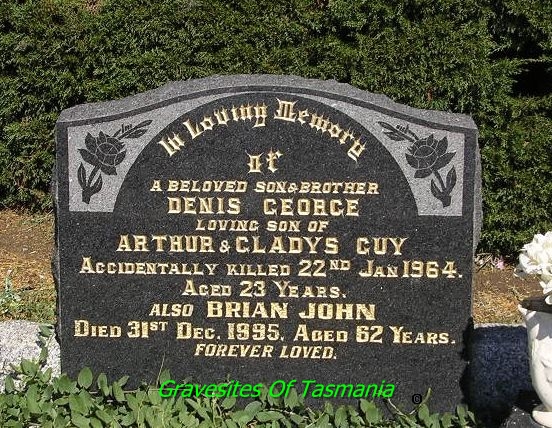 In Loving Memory
of
A BELOVED SON & BROTHER
DENIS GEORGE
LOVING SON OF
ARTHUR & GLADYS GUY
ACCIDENTALLY KILLED 22ND JAN 1964.
AGED 23 YEARS.
ALSO BRIAN JOHN
DIED 31ST DEC. 1995. AGED 62 YEARS.
FOREVER LOVED.
Gravesites Of Tasmania
©